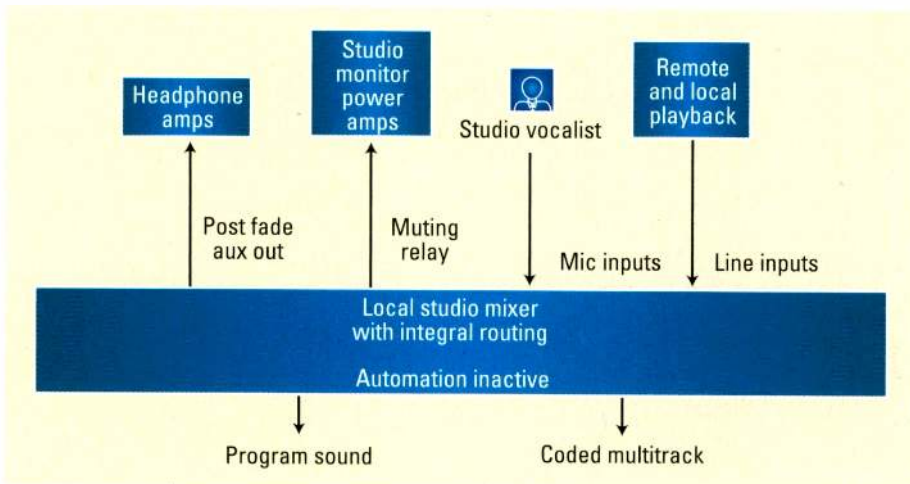 Headphone
amps
Studio
monitor
power
amps
Studio vocalist
Remote
and local
playback
Post fade
aux out
Muting
relay
Mic inputs
Line inputs
Local studio mixer
with integral routing
Automation inactive
Program sound
Coded multitrack